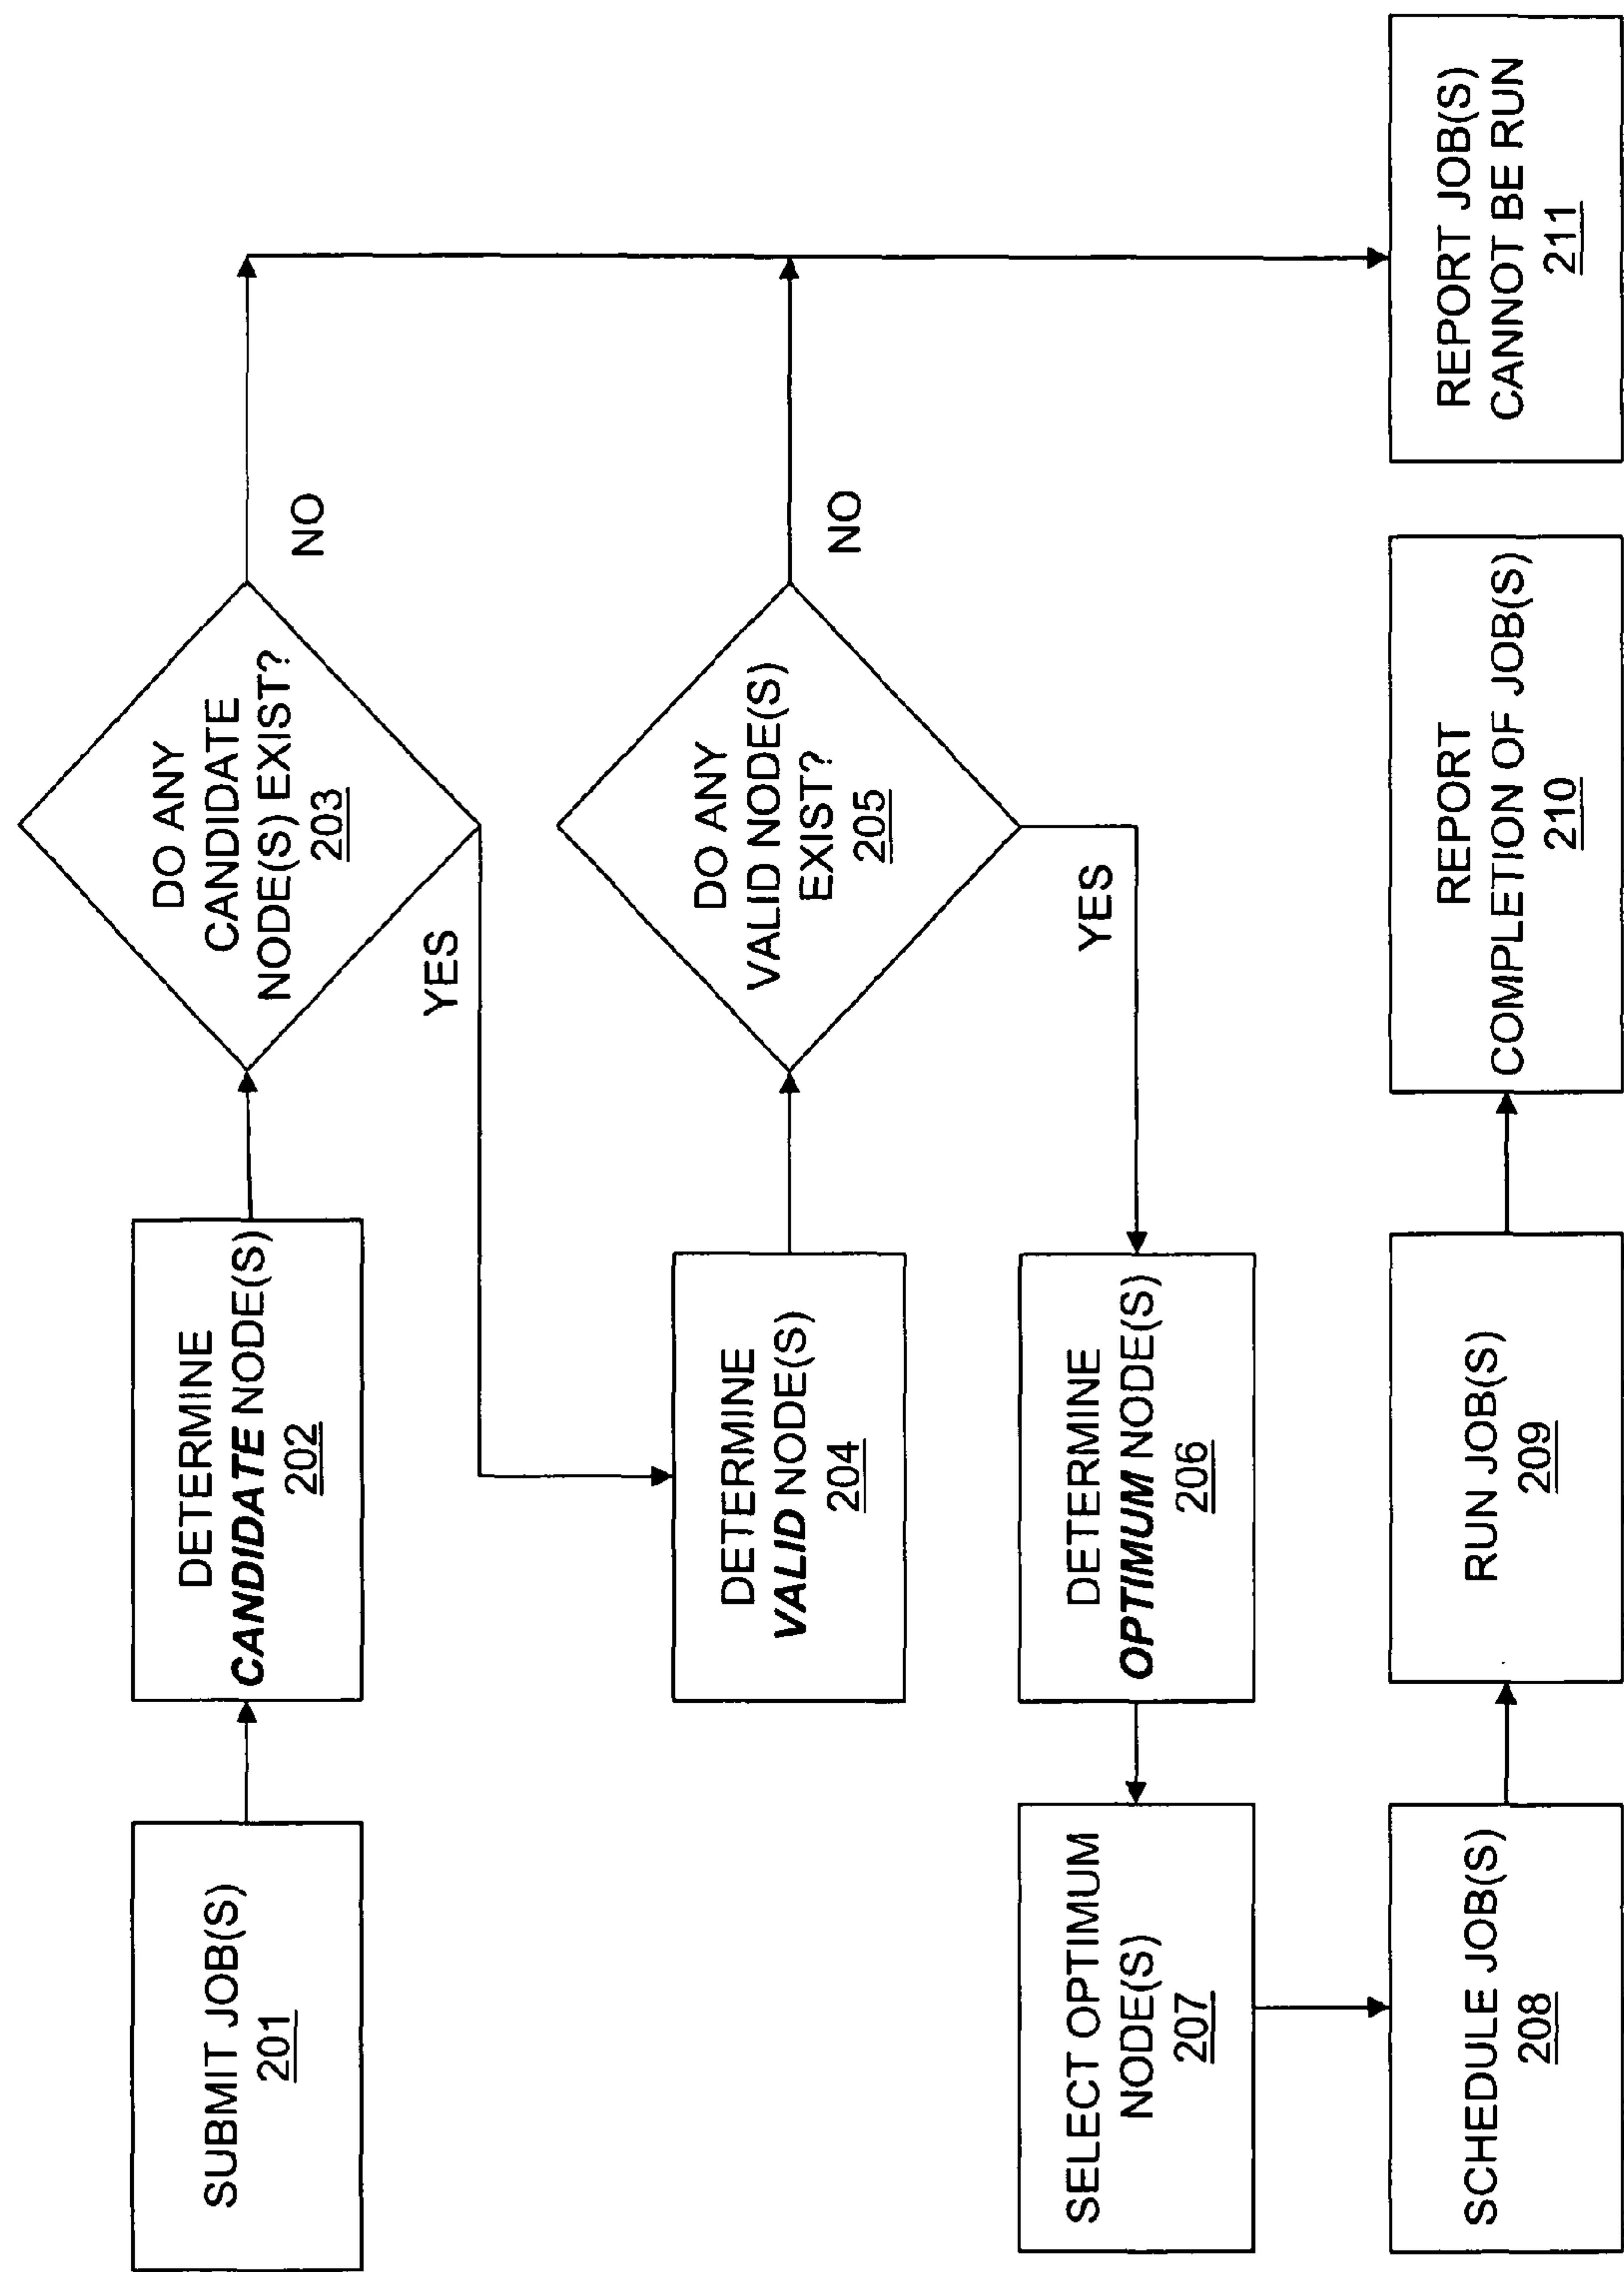 SUBMIT JOB(S)
201
DETERMINE
CANDIDATE NODE(S)
202
DO ANY
CANDIDATE
NODE(S) EXIST?
203
NO
YES
DETERMINE
VALID NODE(S)
204
DO ANY
VALID NODE(S)
EXIST?
205
NO
YES
DETERMINE
OPTIMUM NODE(S)
206
SELECT OPTIMUM
NODE(S)
207
SCHEDULE JOB(S)
208
RUN JOB(S)
209
REPORT
COMPLETION OF JOB(S)
210
REPORT JOB(S)
CANNOT BE RUN
211